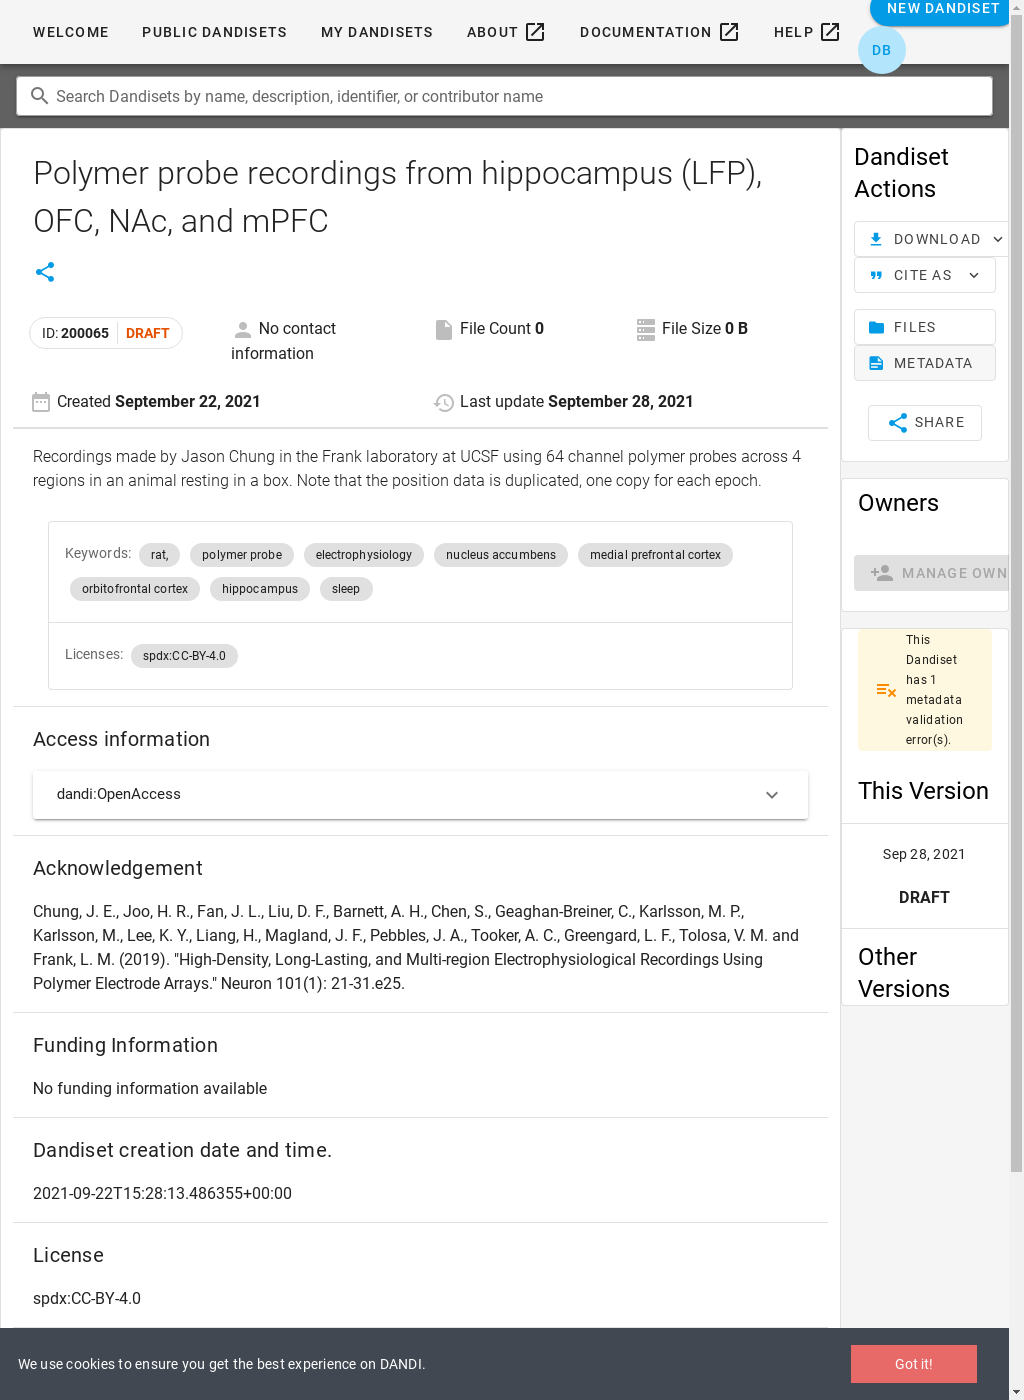 WELCOME PUBLIC DANDISETS MY DANDISETS ABOUT DOCUMENTATION HELP NEW DANDISET
DB
Search Dandisets by name, description, identifier, or contributor name
Polymer probe recordings from hippocampus (LFP),
OFC, NAc, and mPFC
ID: 200065 DRAFT
No contact
information
File Count 0
File Size 0 B
Created September 22, 2021
Last update September 28, 2021
Recordings made by Jason Chung in the Frank laboratory at UCSF using 64 channel polymer probes across 4
regions in an animal resting in a box. Note that the position data is duplicated, one copy for each epoch.
Keywords: rat, polymer probe electrophysiology nucleus accumbens medial prefrontal cortex
orbitofrontal cortex hippocampus sleep
Licenses: spdx:CC-BY-4.0
Access information
dandi:OpenAccess
Acknowledgement
Chung, J. E., Joo, H. R., Fan, J. L., Liu, D. F., Barnett, A. H., Chen, S., Geaghan-Breiner, C., Karlsson, M. P.,
Karlsson, M., Lee, K. Y., Liang, H., Magland, J. F., Pebbles, J. A., Tooker, A. C., Greengard, L. F., Tolosa, V. M. and
Frank, L. M. (2019). "High-Density, Long-Lasting, and Multi-region Electrophysiological Recordings Using
Polymer Electrode Arrays." Neuron 101(1): 21-31.e25.
Funding Information
No funding information available
Dandiset creation date and time.
2021-09-22T15:28:13.486355+00:00
License
spdx:CC-BY-4.0
Dandiset
Actions
DOWNLOAD
CITE AS
FILES
METADATA
SHARE
Owners
MANAGE OWN
This
Dandiset
has 1
metadata
validation
error(s).
This Version
Sep 28, 2021
DRAFT
Other
Versions
We use cookies to ensure you get the best experience on DANDI.
Got it!